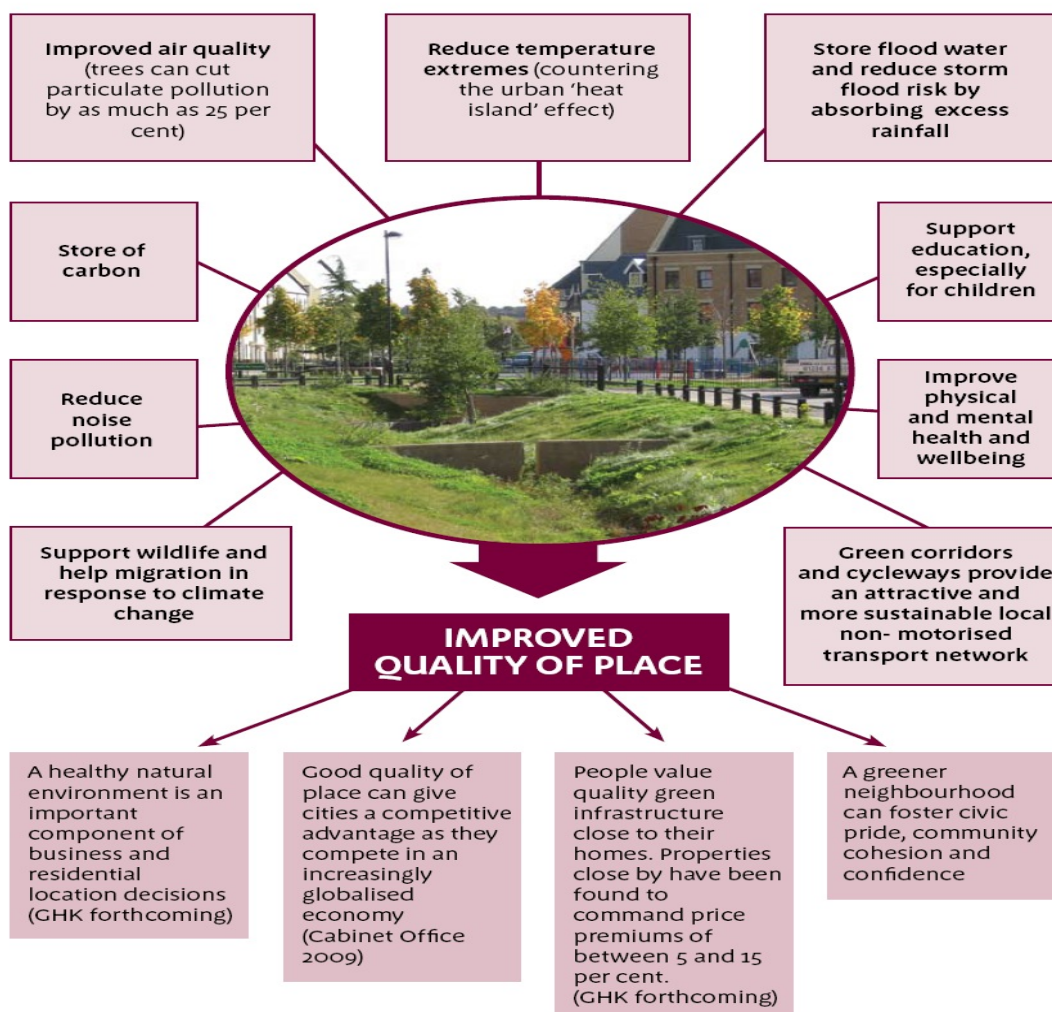 Improved air quality
(trees can cut
particulate pollution
by as much as 25 per
cent)
Reduce temperature
extremes (countering
the urban 'heat
island' effect)
Store flood water
and reduce storm
flood risk by
absorbing excess
rainfall
Store of
carbon
Support
education,
especially
for children
Reduce
noise
pollution
Improve
physical
and mental
health and
wellbeing
Support wildlife and
help migration in
response to climate
change
Green corridors
and cycleways provide
an attractive and
more sustainable local
non- motorised
transport network
IMPROVED
QUALITY OF PLACE
A healthy natural
environment is an
important
component of
business and
residential
location decisions
(GHK forthcoming)
Good quality of
place can give
cities a competitive
advantage as they
compete in an
increasingly
globalised
economy
(Cabinet Office
2009)
People value
quality green
infrastructure
close to their
homes. Properties
close by have been
found to
command price
premiums of
between 5 and 15
per cent.
(GHK forthcoming)
A greener
neighbourhood
can foster civic
pride, community
cohesion and
confidence